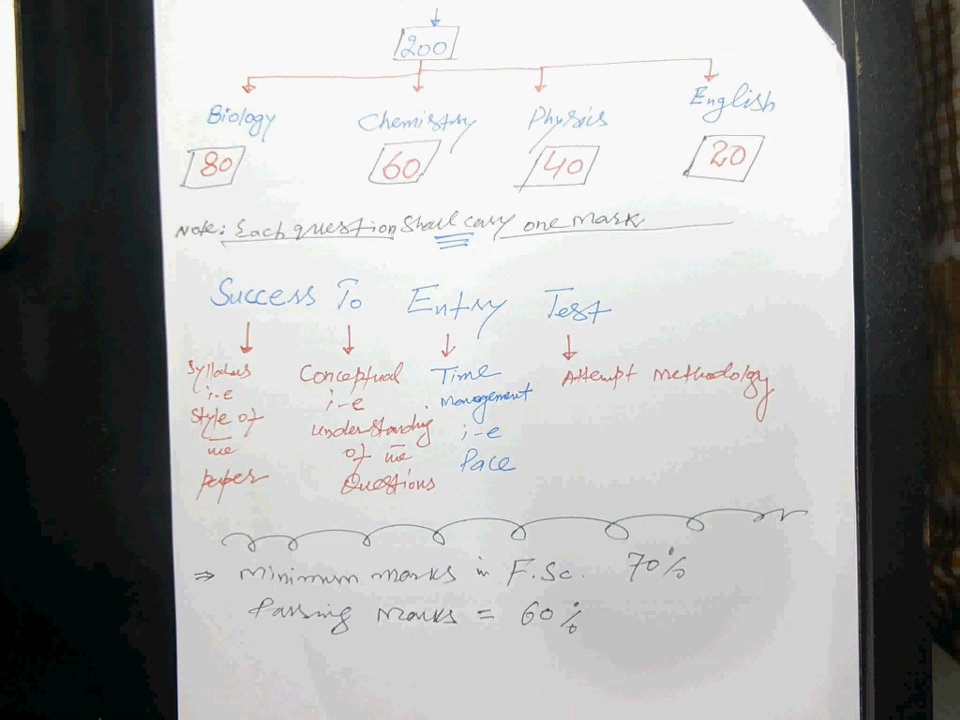 200
Biology Chemistry Physics English
80 60 40 20
Note: Each question shall cary one mark
Success To Entry Test
Syllabus Conceptual Time Attempt Methodology
i-e i-e Management
Style of understanding i-e
the of the Pace
paper Questions
⇒ Minimum marks in F.Sc. 70%
Passing marks = 60%